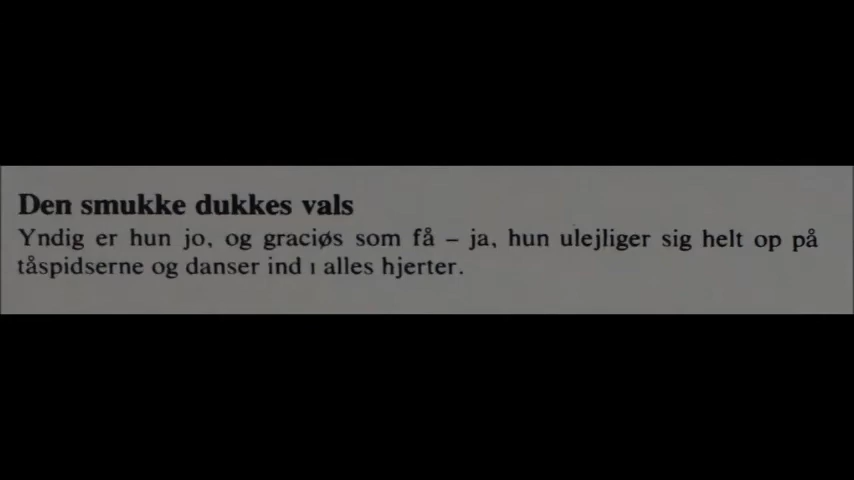 Den smukke dukkes vals
Yndig er hun jo, og graciøs som få – ja, hun ulejliger sig helt op på
tåspidserne og danser ind i alles hjerter.